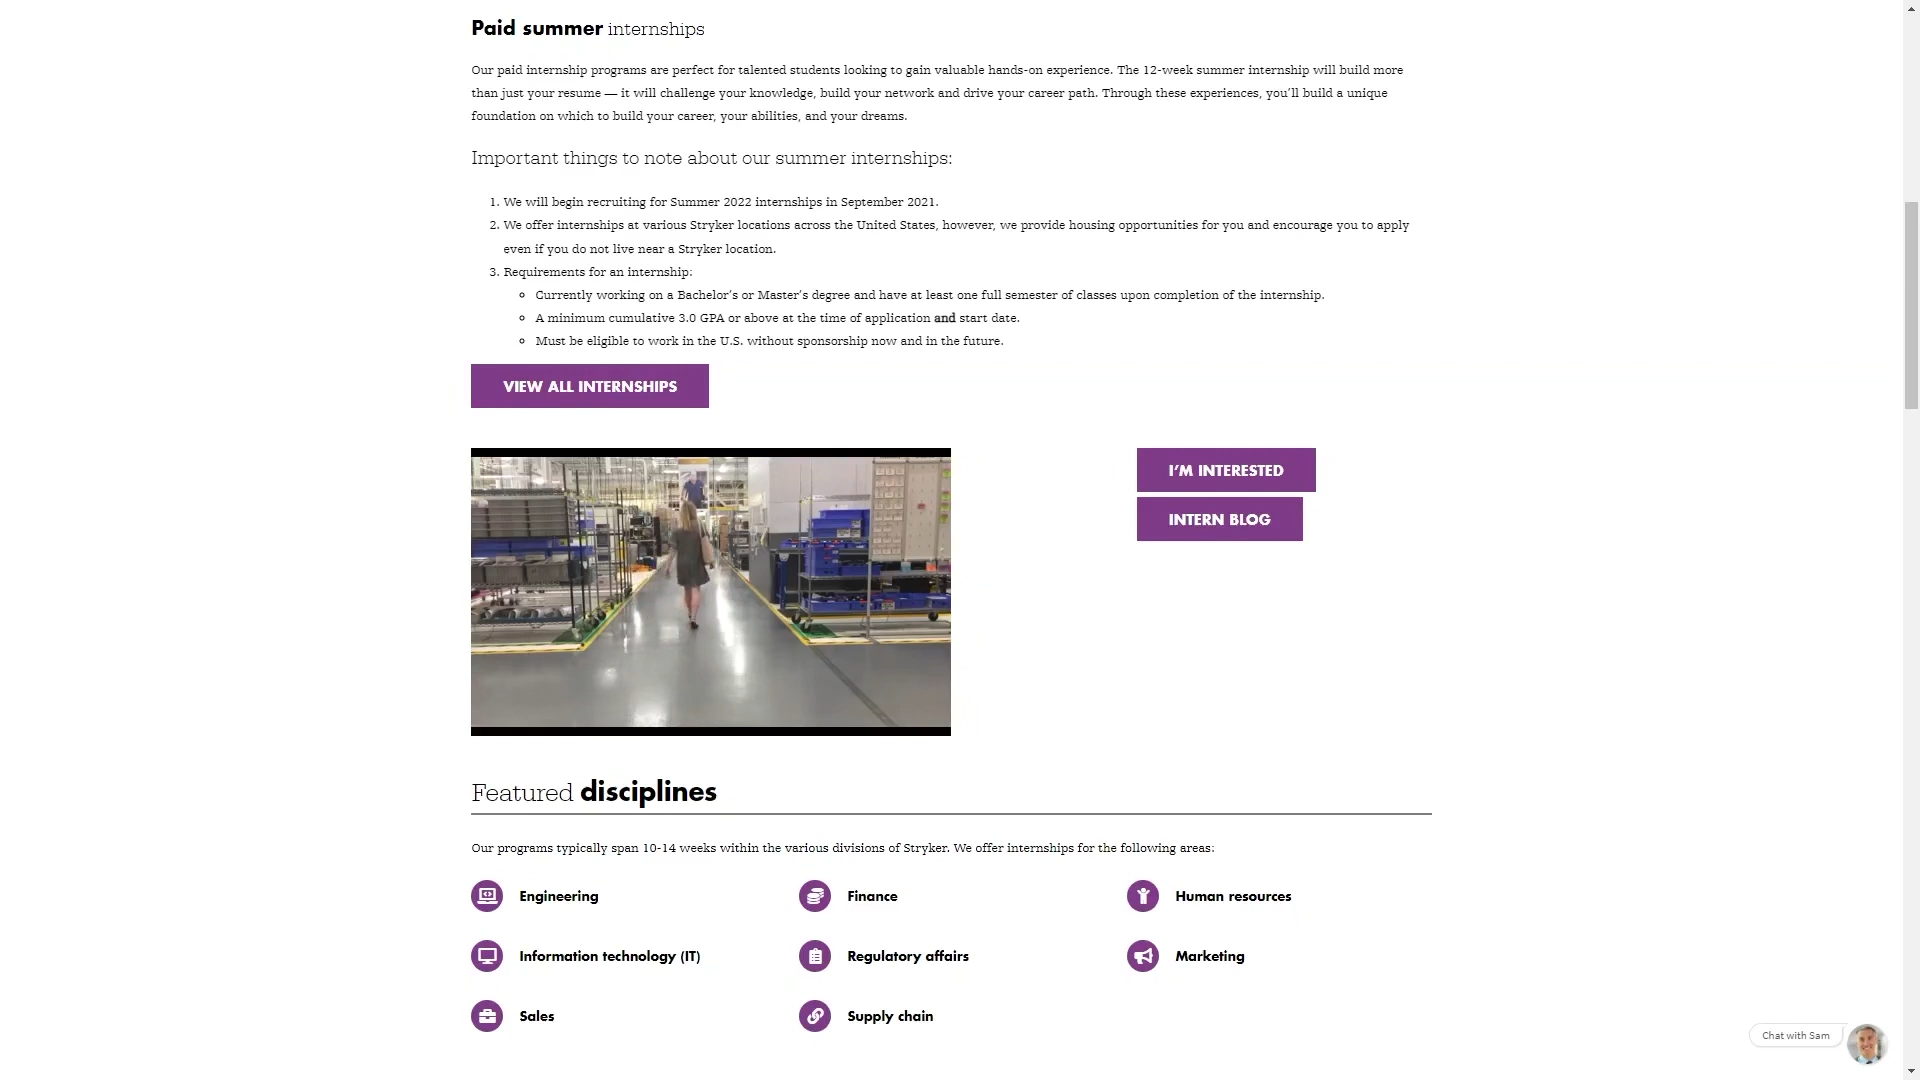 Paid summer internships
Our paid internship programs are perfect for talented students looking to gain valuable hands-on experience. The 12-week summer internship will build more
than just your resume — it will challenge your knowledge, build your network and drive your career path. Through these experiences, you’ll build a unique
foundation on which to build your career, your abilities, and your dreams.
Important things to note about our summer internships:
1. We will begin recruiting for Summer 2022 internships in September 2021.
2. We offer internships at various Stryker locations across the United States, however, we provide housing opportunities for you and encourage you to apply
even if you do not live near a Stryker location.
3. Requirements for an internship:
Currently working on a Bachelor’s or Master’s degree and have at least one full semester of classes upon completion of the internship.
A minimum cumulative 3.0 GPA or above at the time of application and start date.
Must be eligible to work in the U.S. without sponsorship now and in the future.
VIEW ALL INTERNSHIPS
I’M INTERESTED
INTERN BLOG
Featured disciplines
Our programs typically span 10-14 weeks within the various divisions of Stryker. We offer internships for the following areas:
Engineering
Finance
Human resources
Information technology (IT)
Regulatory affairs
Marketing
Sales
Supply chain
Chat with Sam